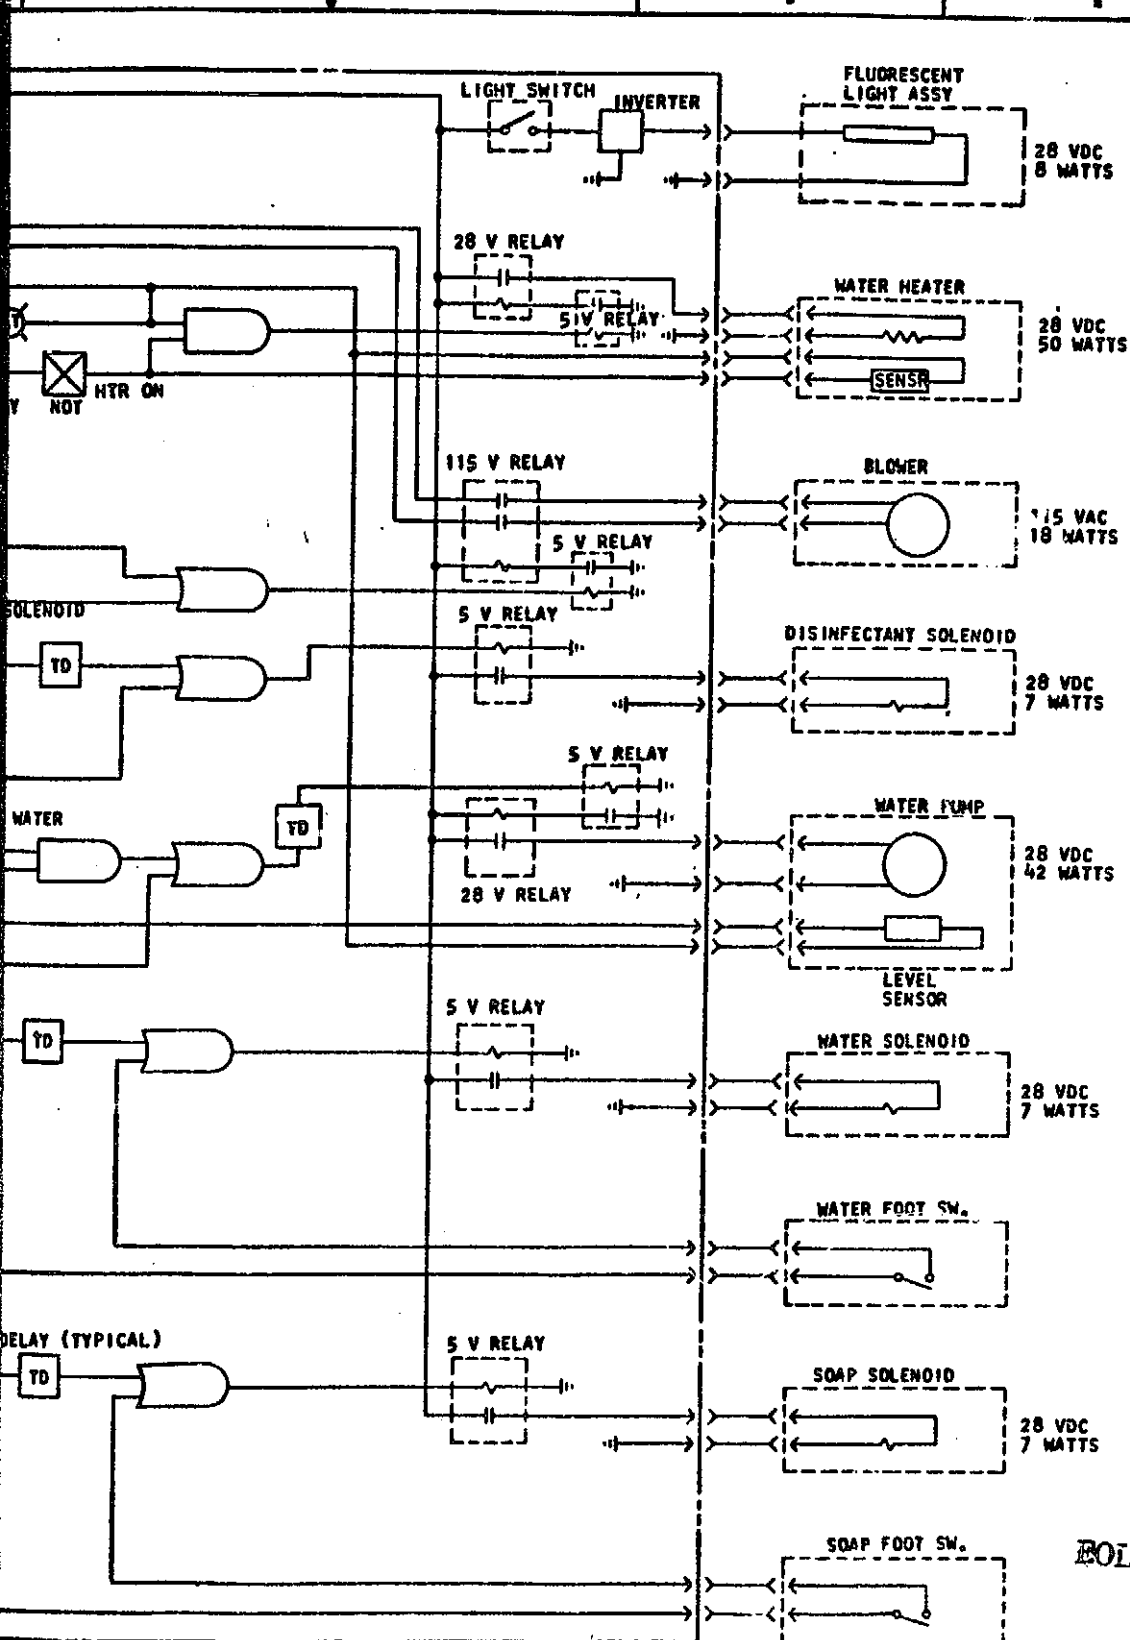 FLUORESCENT
LIGHT ASSY
LIGHT SWITCH
INVERTER
28 VDC
8 WATTS
28 V RELAY
5 V RELAY
WATER HEATER
28 VDC
50 WATTS
SENSR
HTR ON
NOT
Y
115 V RELAY
BLOWER
115 VAC
18 WATTS
5 V RELAY
SOLENOID
5 V RELAY
DISINFECTANT SOLENOID
TD
28 VDC
7 WATTS
5 V RELAY
WATER
TD
WATER PUMP
28 VDC
42 WATTS
28 V RELAY
LEVEL
SENSOR
5 V RELAY
TD
WATER SOLENOID
28 VDC
7 WATTS
WATER FOOT SW.
DELAY (TYPICAL)
TD
5 V RELAY
SOAP SOLENOID
28 VDC
7 WATTS
SOAP FOOT SW.